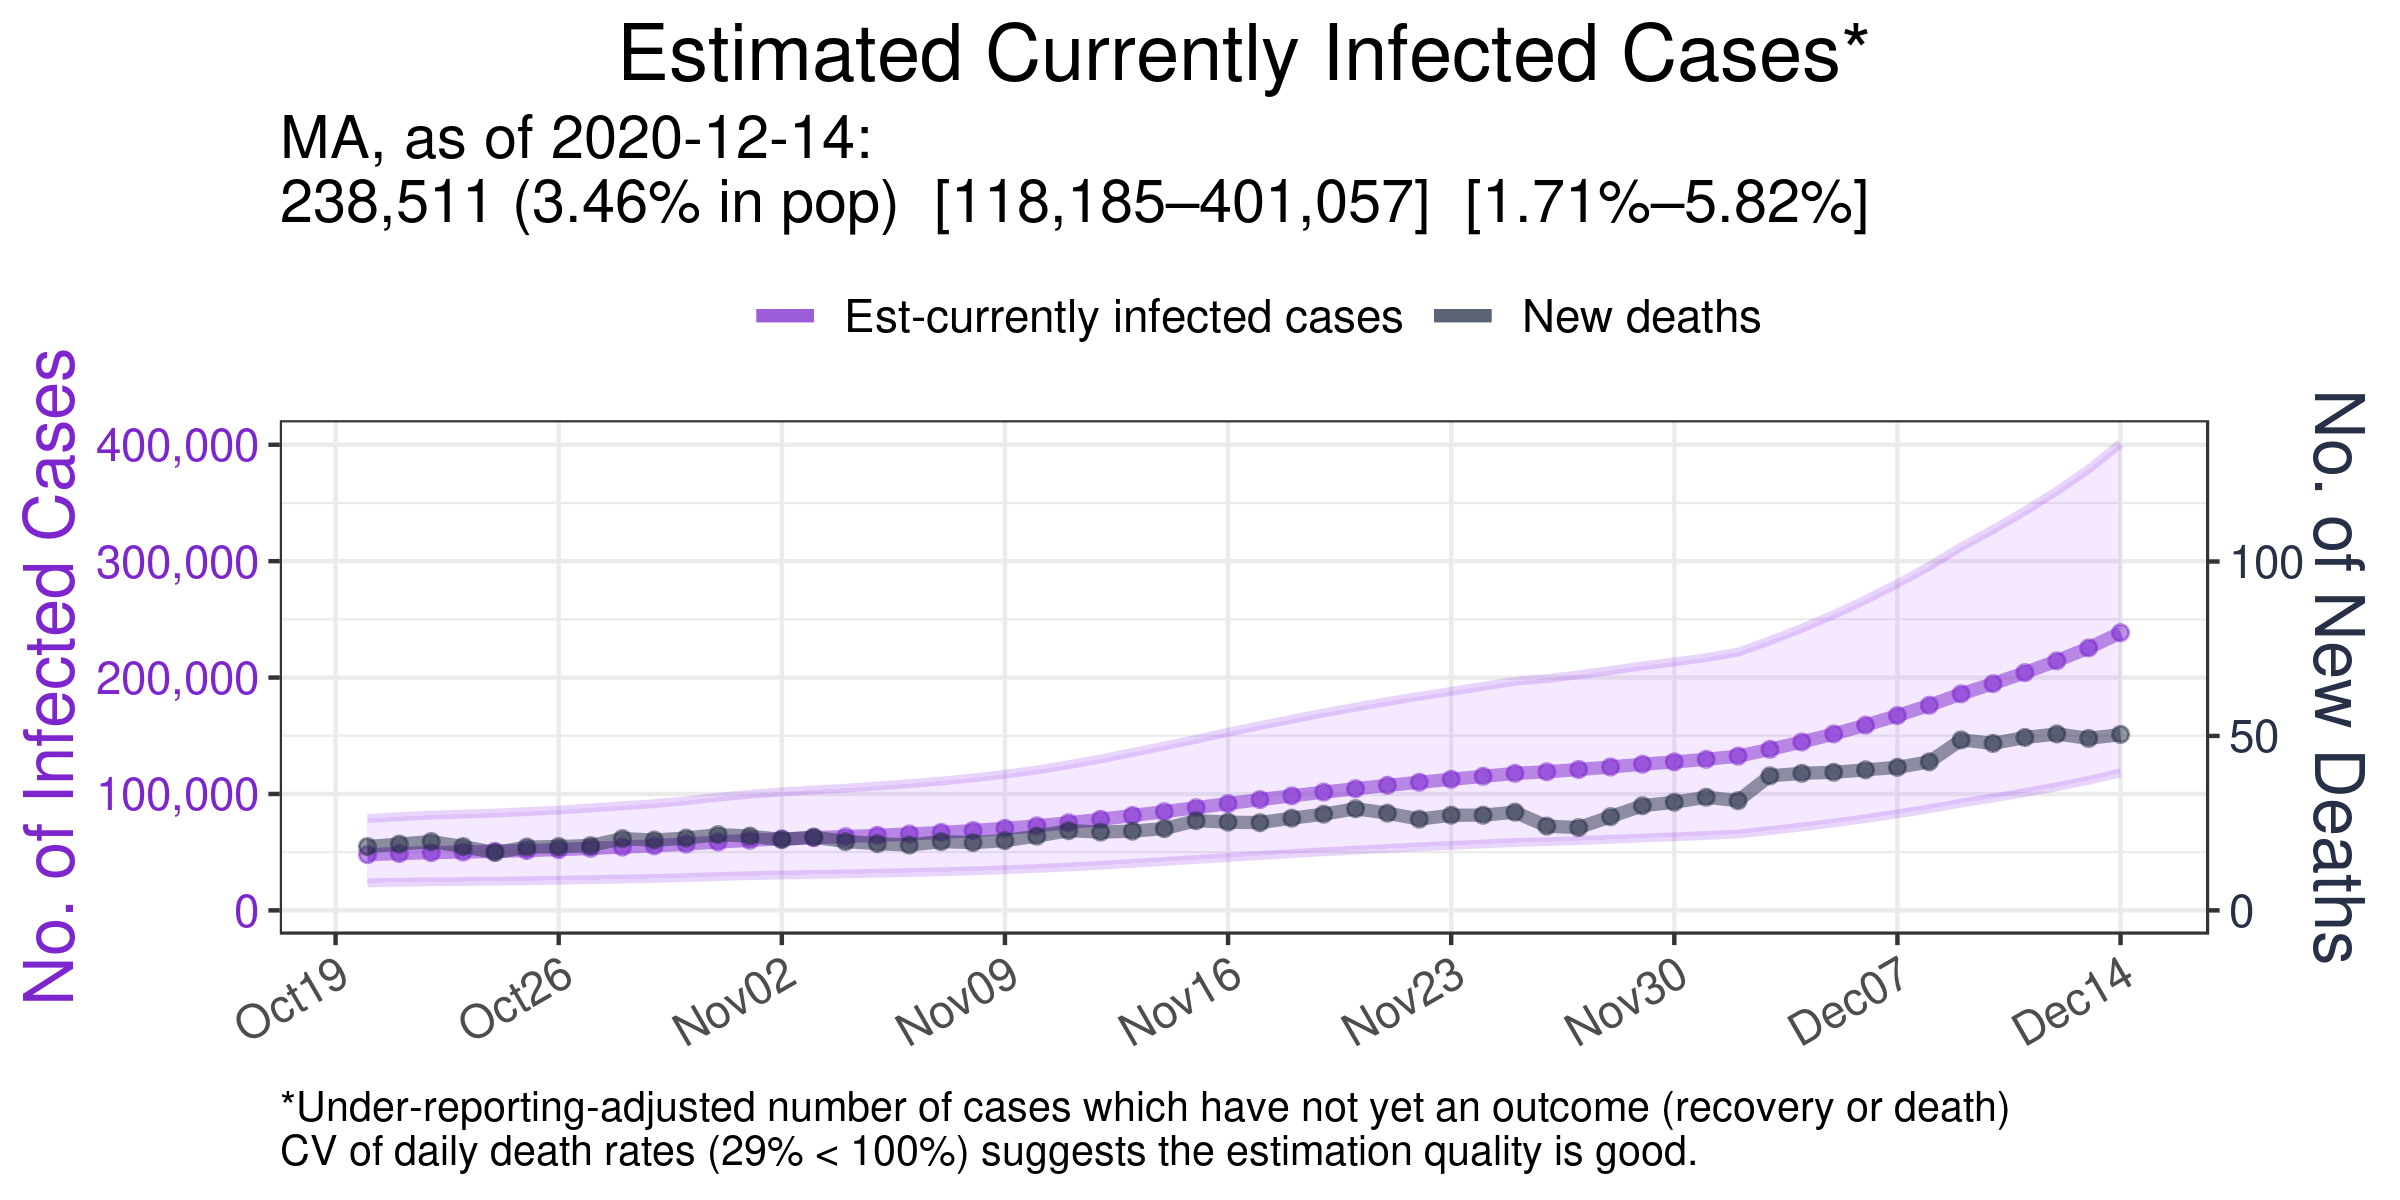 Estimated Currently Infected Cases*
MA, as of 2020-12-14:
238,511 (3.46% in pop)  [118,185–401,057]  [1.71%–5.82%]
Est-currently infected cases
New deaths
No. of Infected Cases
400,000
300,000
200,000
100,000
0
No. of New Deaths
100
50
0
Oct19
Oct26
Nov02
Nov09
Nov16
Nov23
Nov30
Dec07
Dec14
*Under-reporting-adjusted number of cases which have not yet an outcome (recovery or death)
CV of daily death rates (29% < 100%) suggests the estimation quality is good.